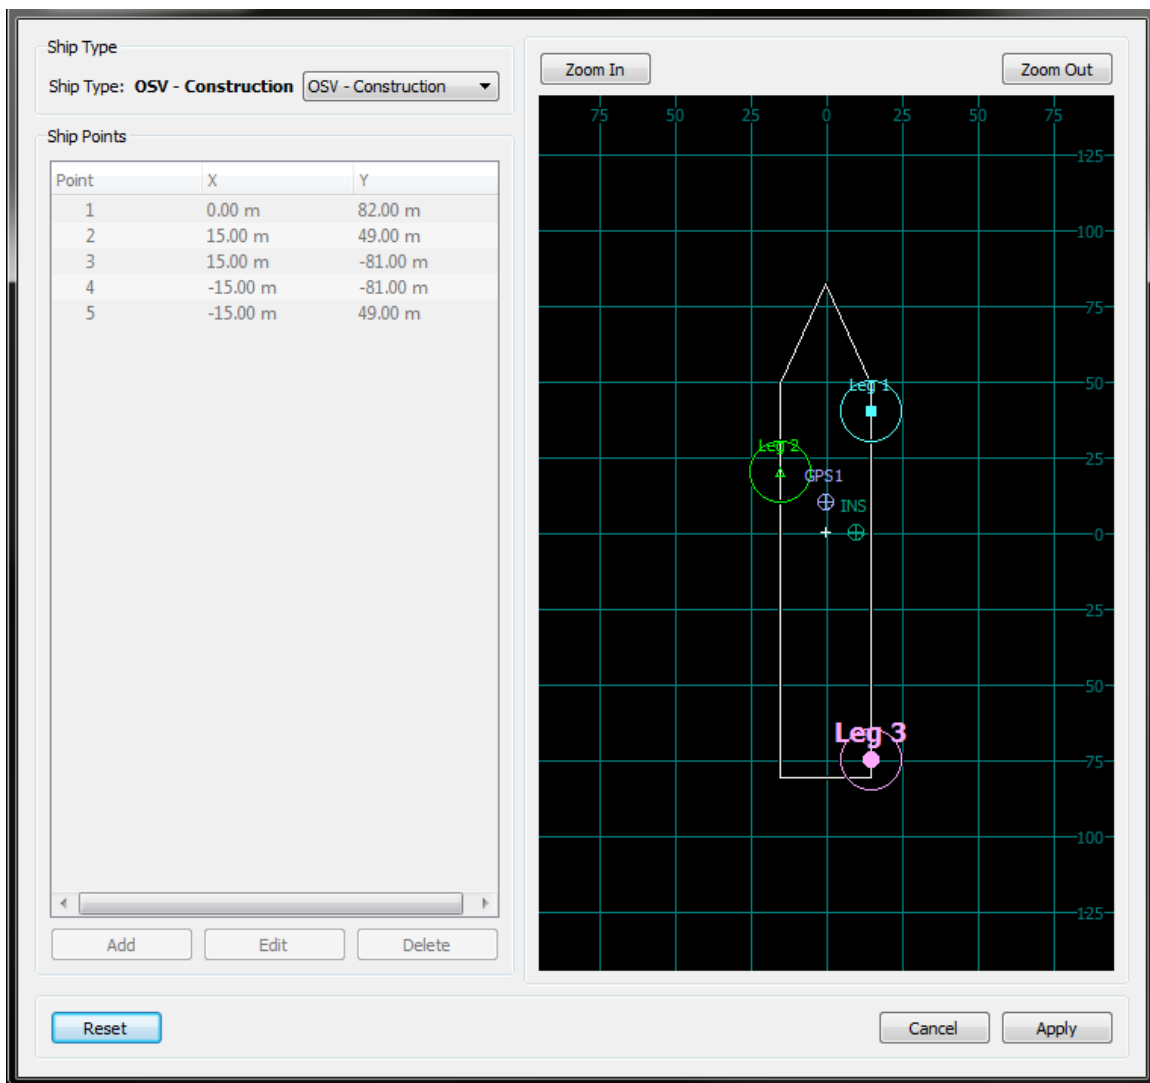 Ship Type
Ship Type: OSV - Construction OSV - Construction
Ship Points
Point X Y
1 0.00 m 82.00 m
2 15.00 m 49.00 m
3 15.00 m -81.00 m
4 -15.00 m -81.00 m
5 -15.00 m 49.00 m
Add Edit Delete
Zoom In Zoom Out
75 50 25 0 25 50 75
125
100
75
50
Leg 1
Leg 2
25
GPS1
INS
0
25
50
Leg 3
75
100
125
Reset Cancel Apply